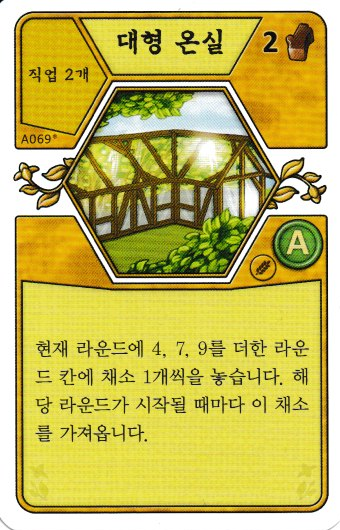 대형 온실
2
직업 2개
A069*
A
현재 라운드에 4, 7, 9를 더한 라운
드 칸에 채소 1개씩을 놓습니다. 해
당 라운드가 시작될 때마다 이 채소
를 가져옵니다.